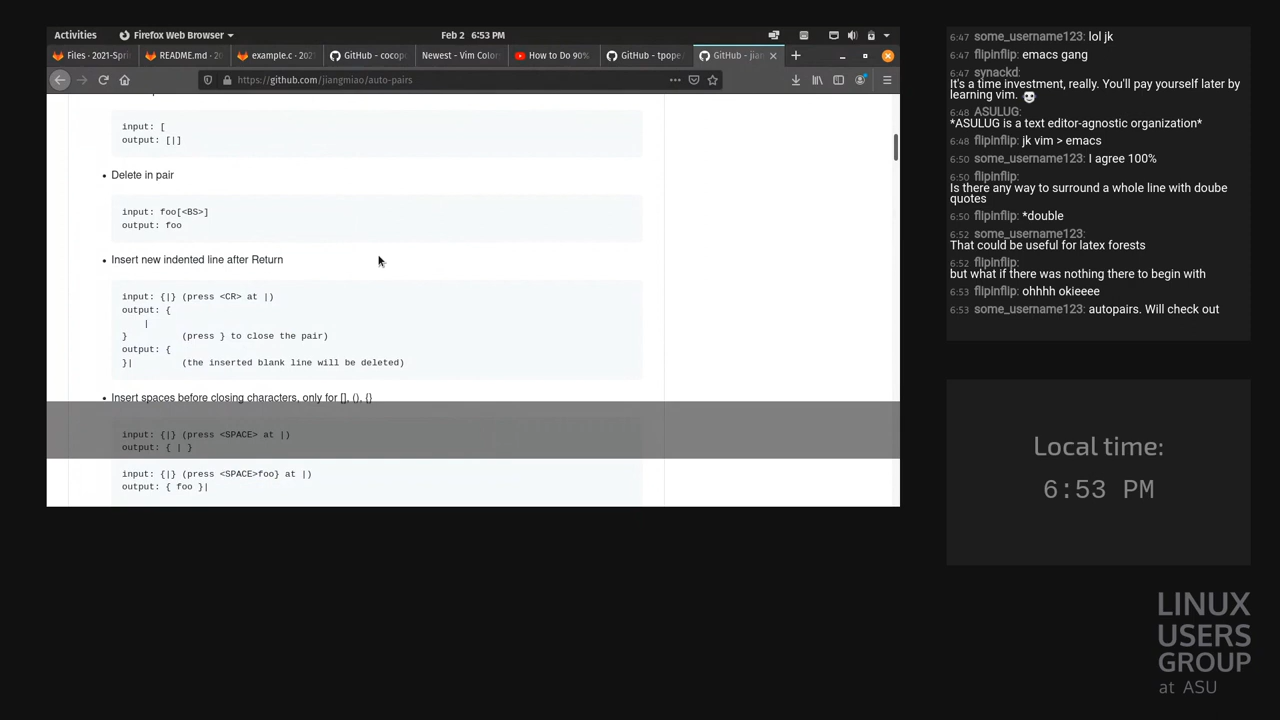 Activities
Firefox Web Browser
Feb 2 6:53 PM
Files · 2021-Spri
README.md · 20
example.c · 202
GitHub - cocop
Newest - Vim Colo
How to Do 90%
GitHub - tpope
GitHub - jian
https://github.com/jiangmiao/auto-pairs
input: [
output: [|]
• Delete in pair
input: foo[<BS>]
output: foo
• Insert new indented line after Return
input: {|} (press <CR> at |)
output: {
|
} (press } to close the pair)
output: {
}| (the inserted blank line will be deleted)
• Insert spaces before closing characters, only for [], (), {}
input: {|} (press <SPACE> at |)
output: { | }
input: {|} (press <SPACE>foo} at |)
output: { foo }|
6:47 some_username123: lol jk
6:47 flipinflip: emacs gang
6:47 synackd:
It's a time investment, really. You'll pay yourself later by
learning vim.
6:48 ASULUG:
*ASULUG is a text editor-agnostic organization*
6:48 flipinflip: jk vim > emacs
6:50 some_username123: I agree 100%
6:50 flipinflip:
Is there any way to surround a whole line with doube
quotes
6:50 flipinflip: *double
6:52 some_username123:
That could be useful for latex forests
6:52 flipinflip:
but what if there was nothing there to begin with
6:53 flipinflip: ohhhh okieeee
6:53 some_username123: autopairs. Will check out
Local time:
6:53 PM
LINUX
USERS
GROUP
at ASU